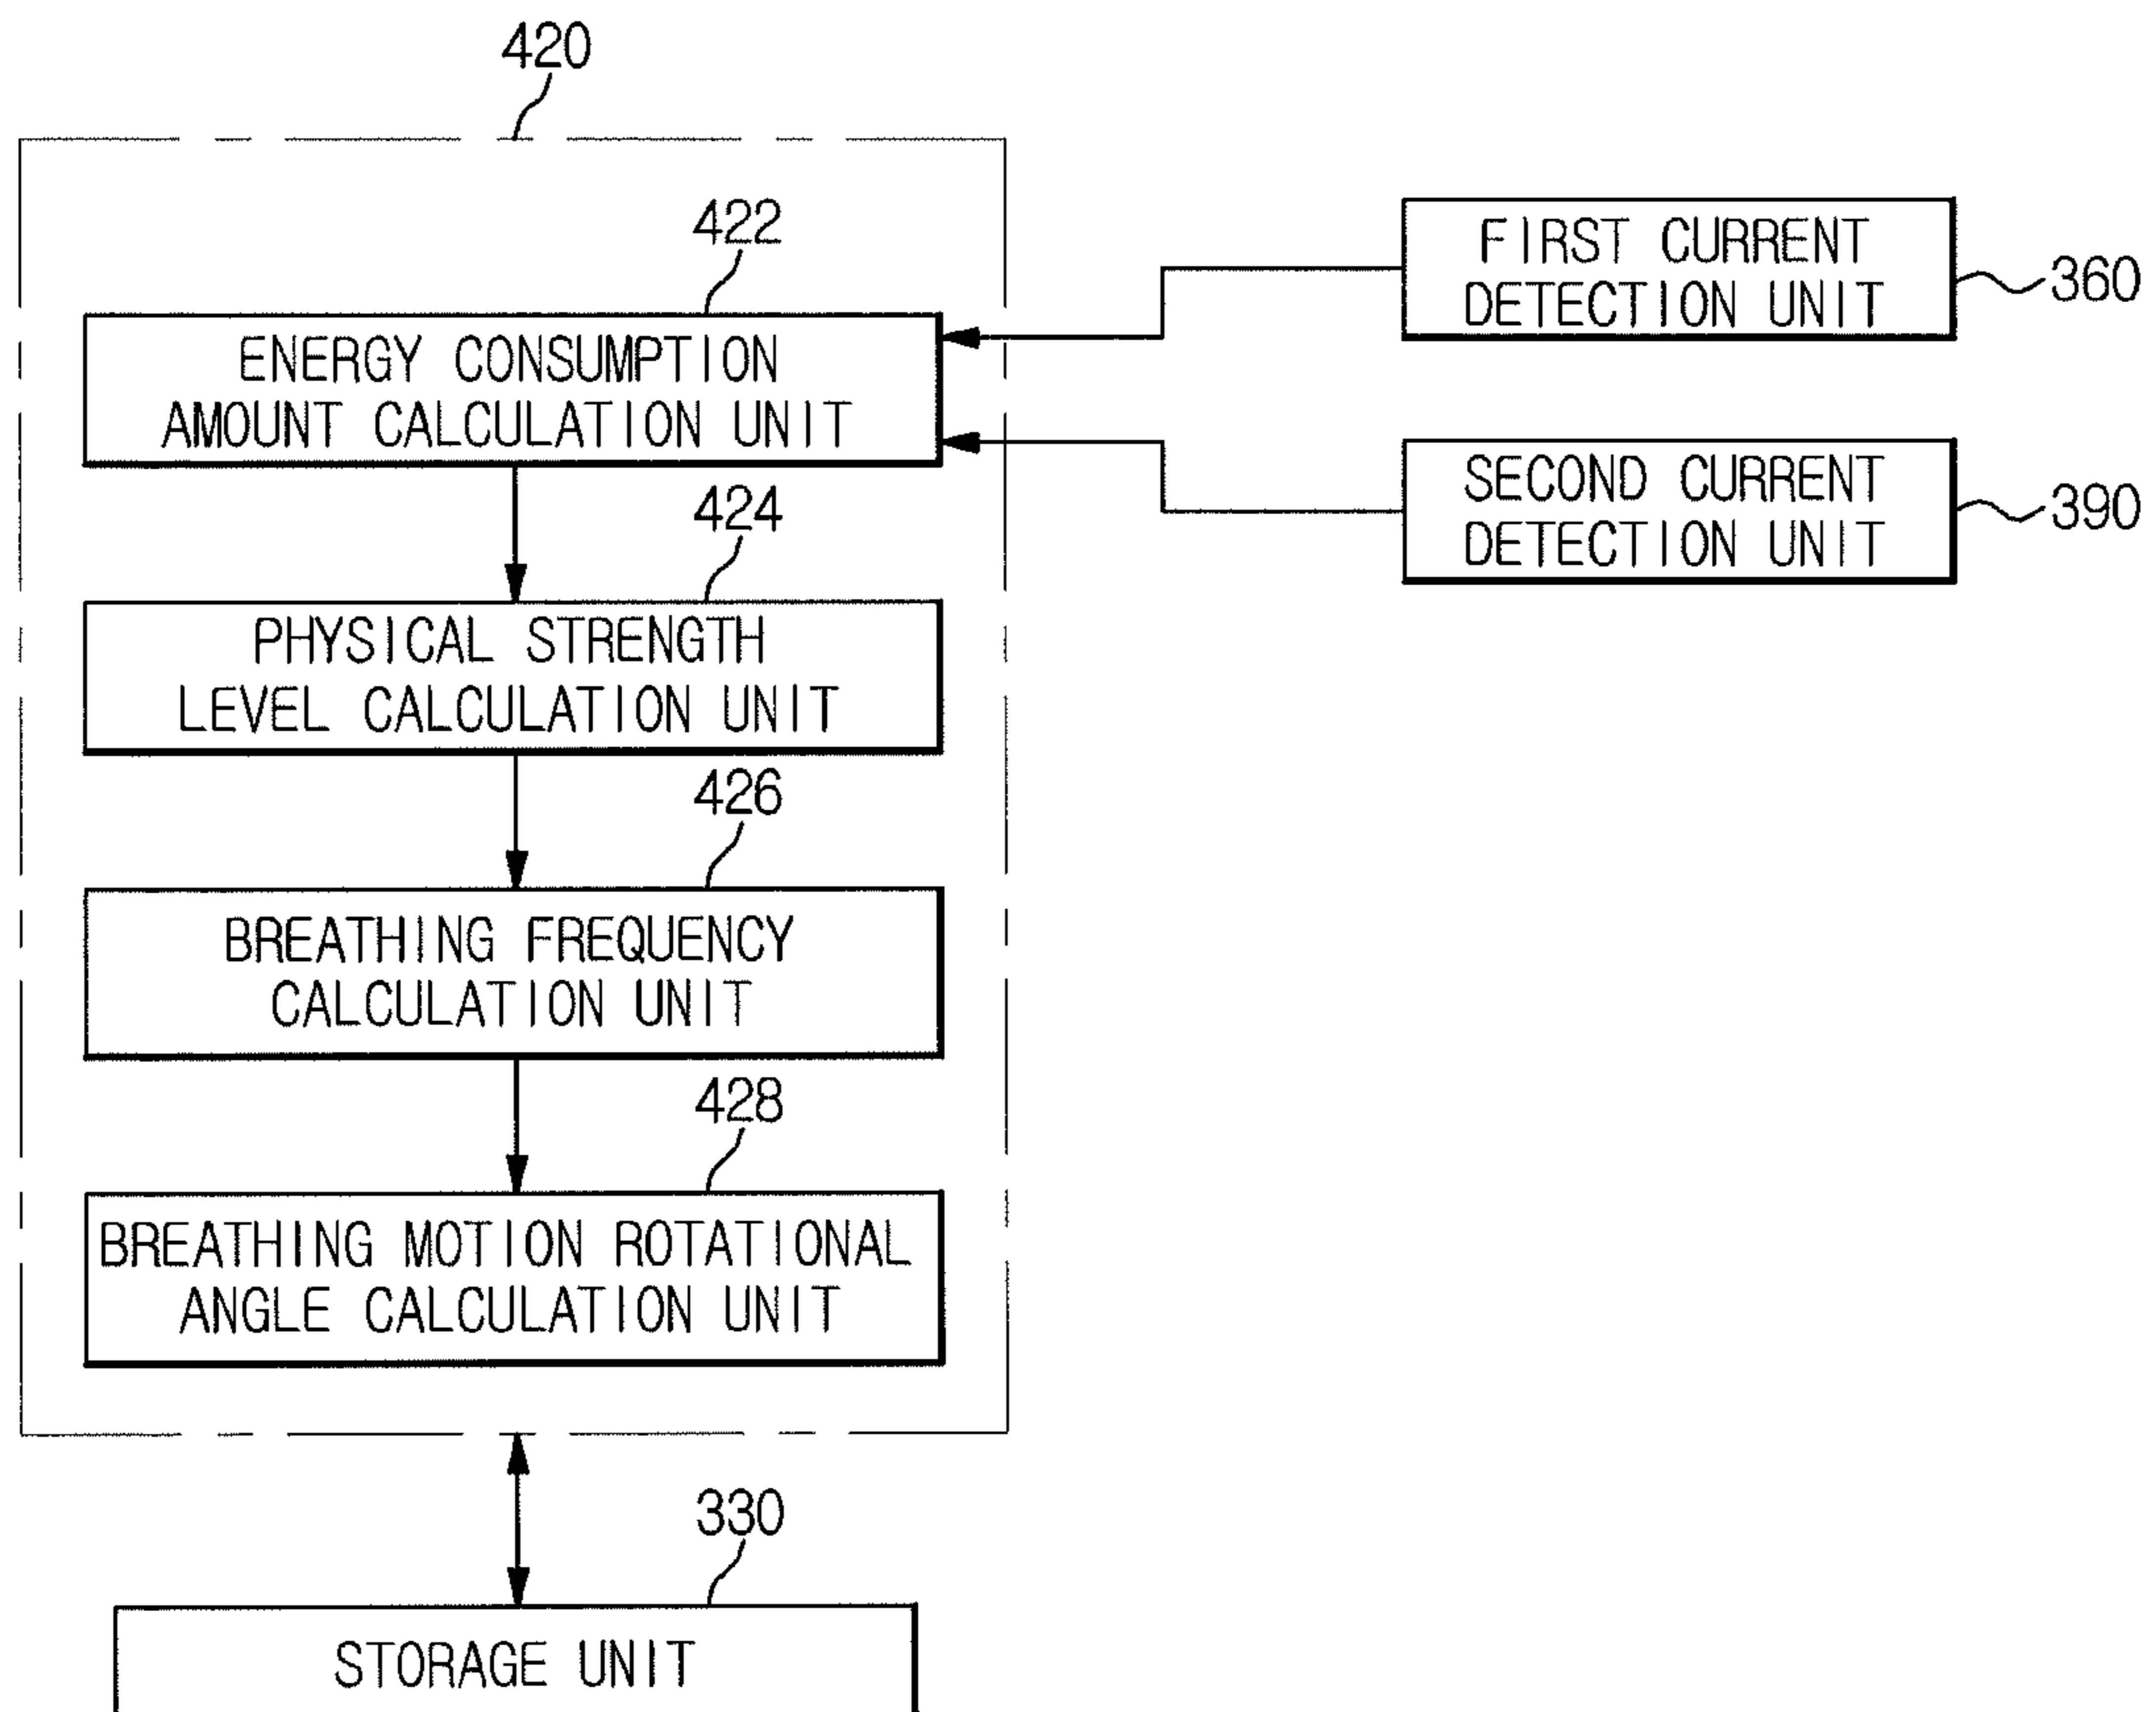 420
422
ENERGY CONSUMPTION
AMOUNT CALCULATION UNIT
FIRST CURRENT
DETECTION UNIT
360
SECOND CURRENT
DETECTION UNIT
390
424
PHYSICAL STRENGTH
LEVEL CALCULATION UNIT
426
BREATHING FREQUENCY
CALCULATION UNIT
428
BREATHING MOTION ROTATIONAL
ANGLE CALCULATION UNIT
330
STORAGE UNIT